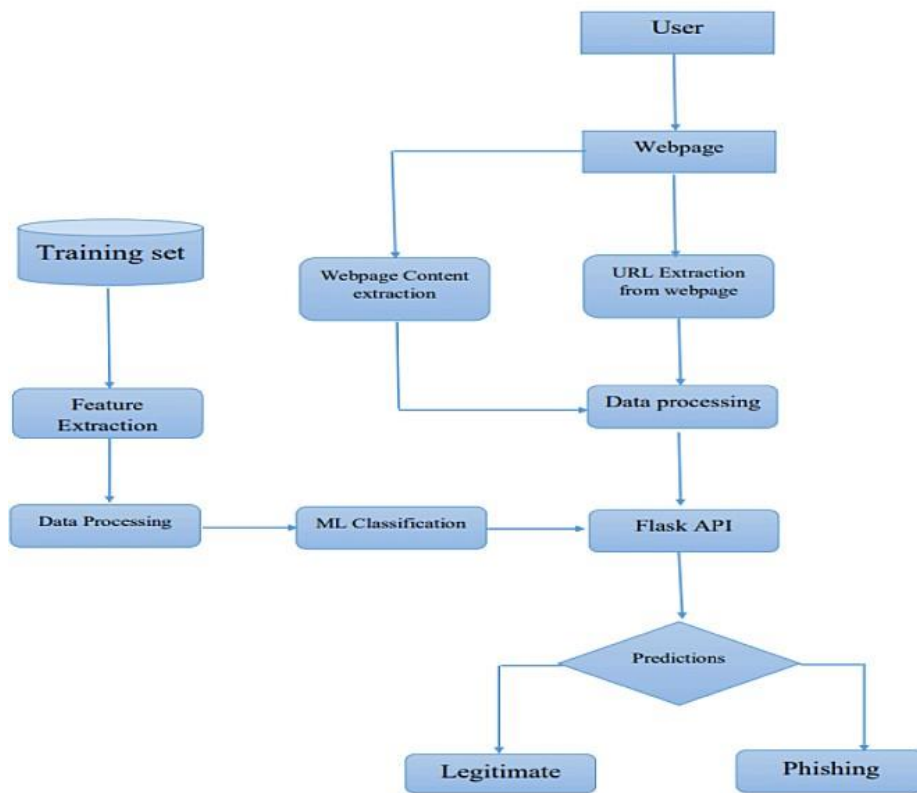 User
Webpage
Training set
Webpage Content
extraction
URL Extraction
from webpage
Feature
Extraction
Data processing
Data Processing
ML Classification
Flask API
Predictions
Legitimate
Phishing